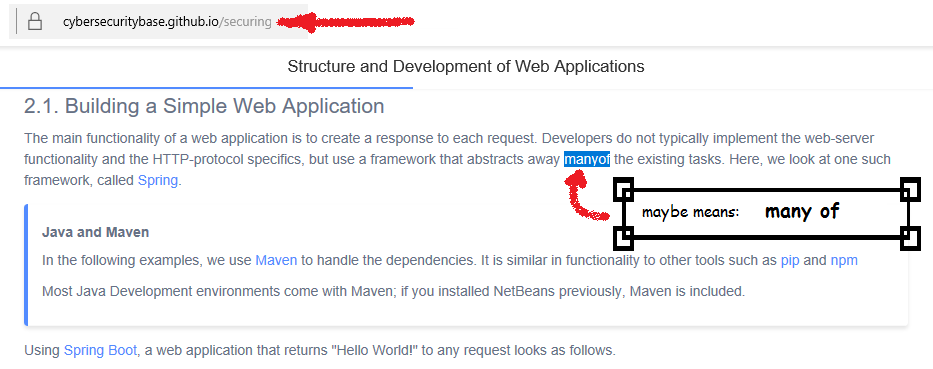 cybersecuritybase.github.io/securing
Structure and Development of Web Applications
2.1. Building a Simple Web Application
The main functionality of a web application is to create a response to each request. Developers do not typically implement the web-server
functionality and the HTTP-protocol specifics, but use a framework that abstracts away manyof the existing tasks. Here, we look at one such
framework, called Spring.
maybe means: many of
Java and Maven
In the following examples, we use Maven to handle the dependencies. It is similar in functionality to other tools such as pip and npm
Most Java Development environments come with Maven; if you installed NetBeans previously, Maven is included.
Using Spring Boot, a web application that returns "Hello World!" to any request looks as follows.